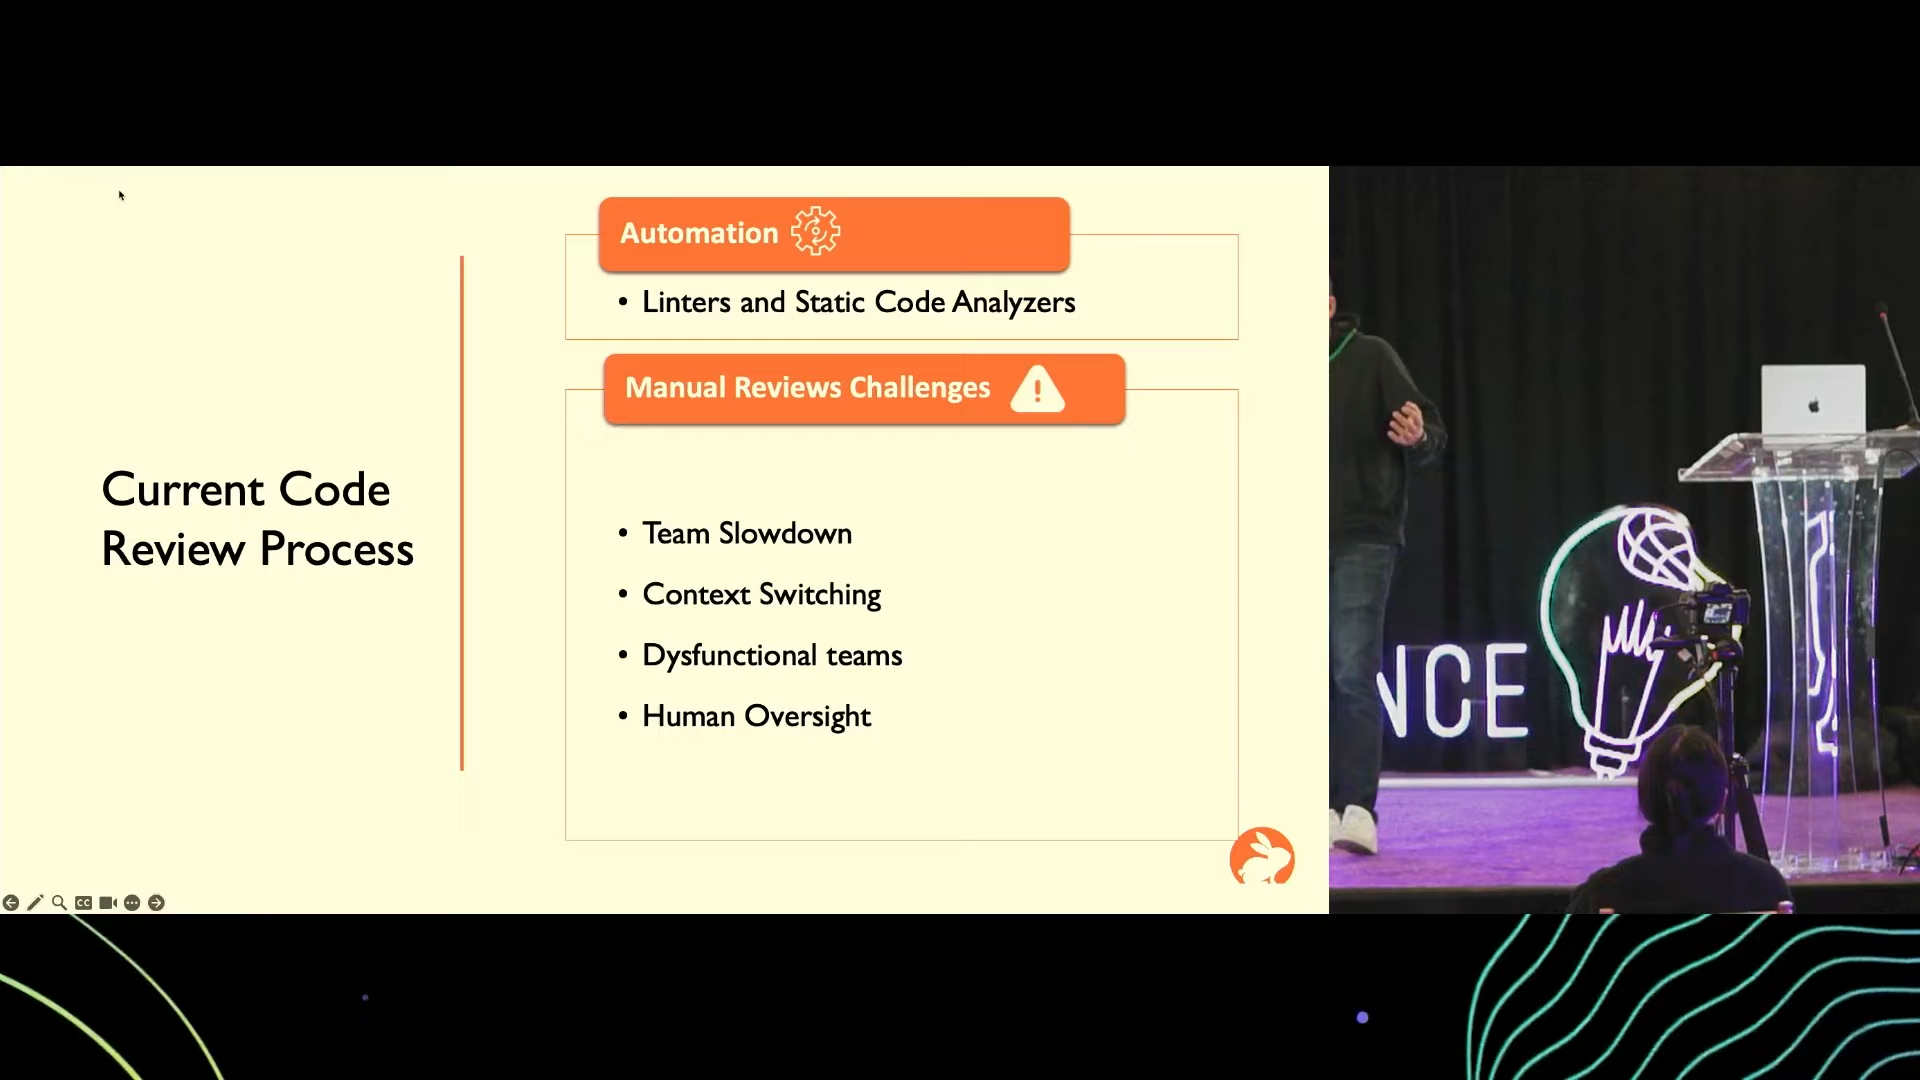 Current Code
Review Process
Automation
• Linters and Static Code Analyzers
Manual Reviews Challenges
• Team Slowdown
• Context Switching
• Dysfunctional teams
• Human Oversight
CC
NCE